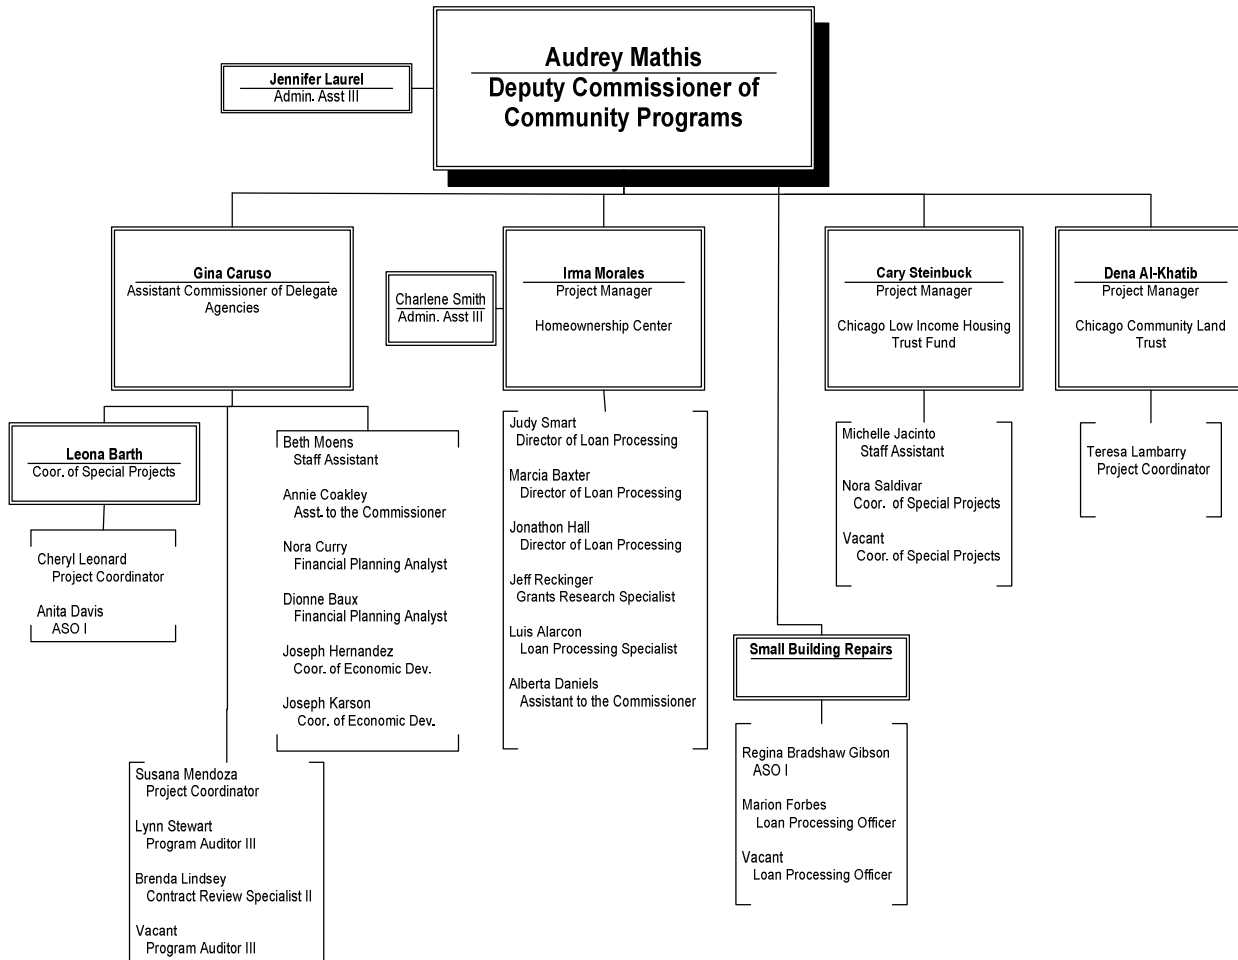 Audrey Mathis
Deputy Commissioner of
Community Programs
Jennifer Laurel
Admin. Asst III
Gina Caruso
Assistant Commissioner of Delegate
Agencies
Charlene Smith
Admin. Asst III
Irma Morales
Project Manager
Homeownership Center
Cary Steinbuck
Project Manager
Chicago Low Income Housing
Trust Fund
Dena Al-Khatib
Project Manager
Chicago Community Land
Trust
Leona Barth
Coor. of Special Projects
Cheryl Leonard
Project Coordinator
Anita Davis
ASO I
Beth Moens
Staff Assistant
Annie Coakley
Asst. to the Commissioner
Nora Curry
Financial Planning Analyst
Dionne Baux
Financial Planning Analyst
Joseph Hernandez
Coor. of Economic Dev.
Joseph Karson
Coor. of Economic Dev.
Susana Mendoza
Project Coordinator
Lynn Stewart
Program Auditor III
Brenda Lindsey
Contract Review Specialist II
Vacant
Program Auditor III
Judy Smart
Director of Loan Processing
Marcia Baxter
Director of Loan Processing
Jonathon Hall
Director of Loan Processing
Jeff Reckinger
Grants Research Specialist
Luis Alarcon
Loan Processing Specialist
Alberta Daniels
Assistant to the Commissioner
Michelle Jacinto
Staff Assistant
Nora Saldivar
Coor. of Special Projects
Vacant
Coor. of Special Projects
Teresa Lambarry
Project Coordinator
Small Building Repairs
Regina Bradshaw Gibson
ASO I
Marion Forbes
Loan Processing Officer
Vacant
Loan Processing Officer